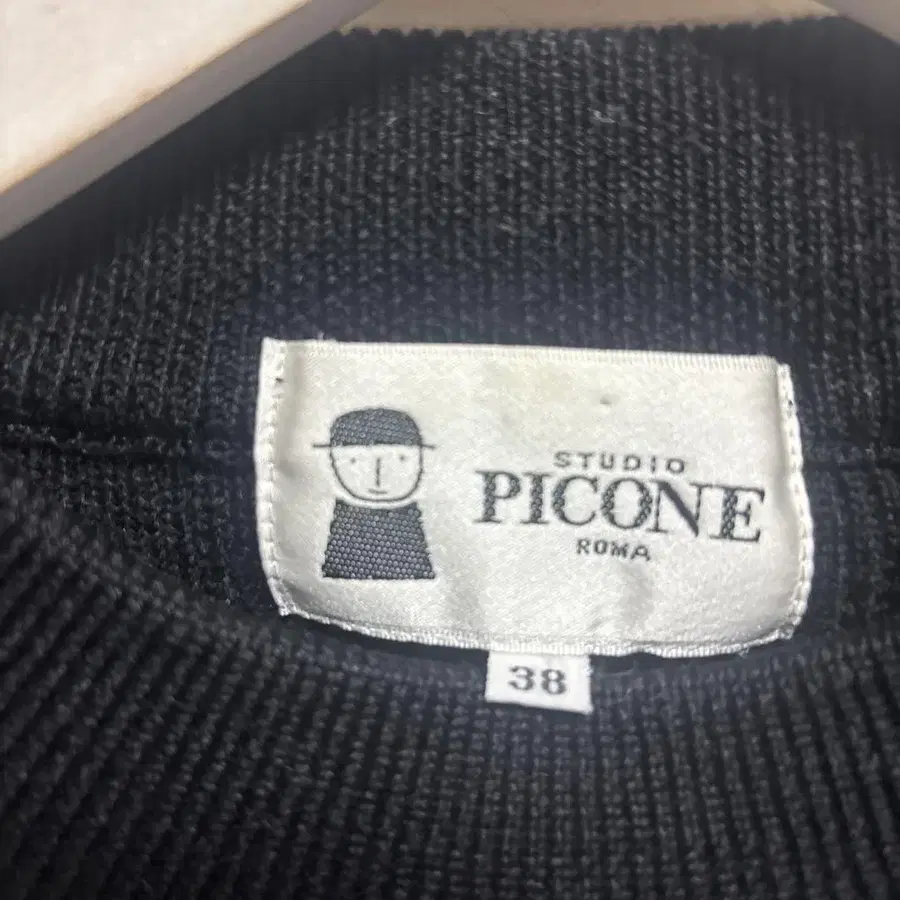 STUDIO
PICONE
ROMA
38